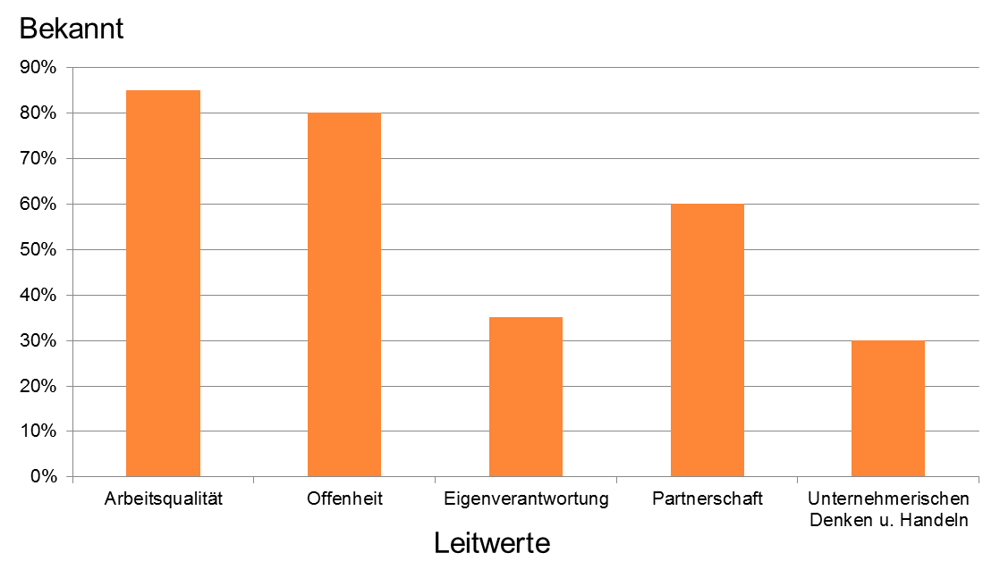 Bekannt
90%
80%
70%
60%
50%
40%
30%
20%
10%
0%
Arbeitsqualität
Offenheit
Eigenverantwortung
Partnerschaft
Unternehmerischen
Denken u. Handeln
Leitwerte